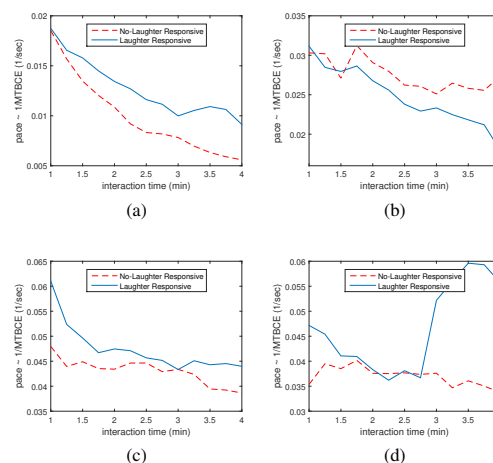 0.02
0.015
0.01
0.005
pace ~ 1/MTBCE (1/sec)
No-Laughter Responsive
Laughter Responsive
1 1.5 2 2.5 3 3.5 4
interaction time (min)
(a)
0.035
0.03
0.025
0.02
pace ~ 1/MTBCE (1/sec)
No-Laughter Responsive
Laughter Responsive
1 1.5 2 2.5 3 3.5 4
interaction time (min)
(b)
0.065
0.06
0.055
0.05
0.045
0.04
0.035
pace ~ 1/MTBCE (1/sec)
No-Laughter Responsive
Laughter Responsive
1 1.5 2 2.5 3 3.5 4
interaction time (min)
(c)
0.06
0.055
0.05
0.045
0.04
0.035
0.03
pace ~ 1/MTBCE (1/sec)
No-Laughter Responsive
Laughter Responsive
1 1.5 2 2.5 3 3.5
interaction time (min)
(d)